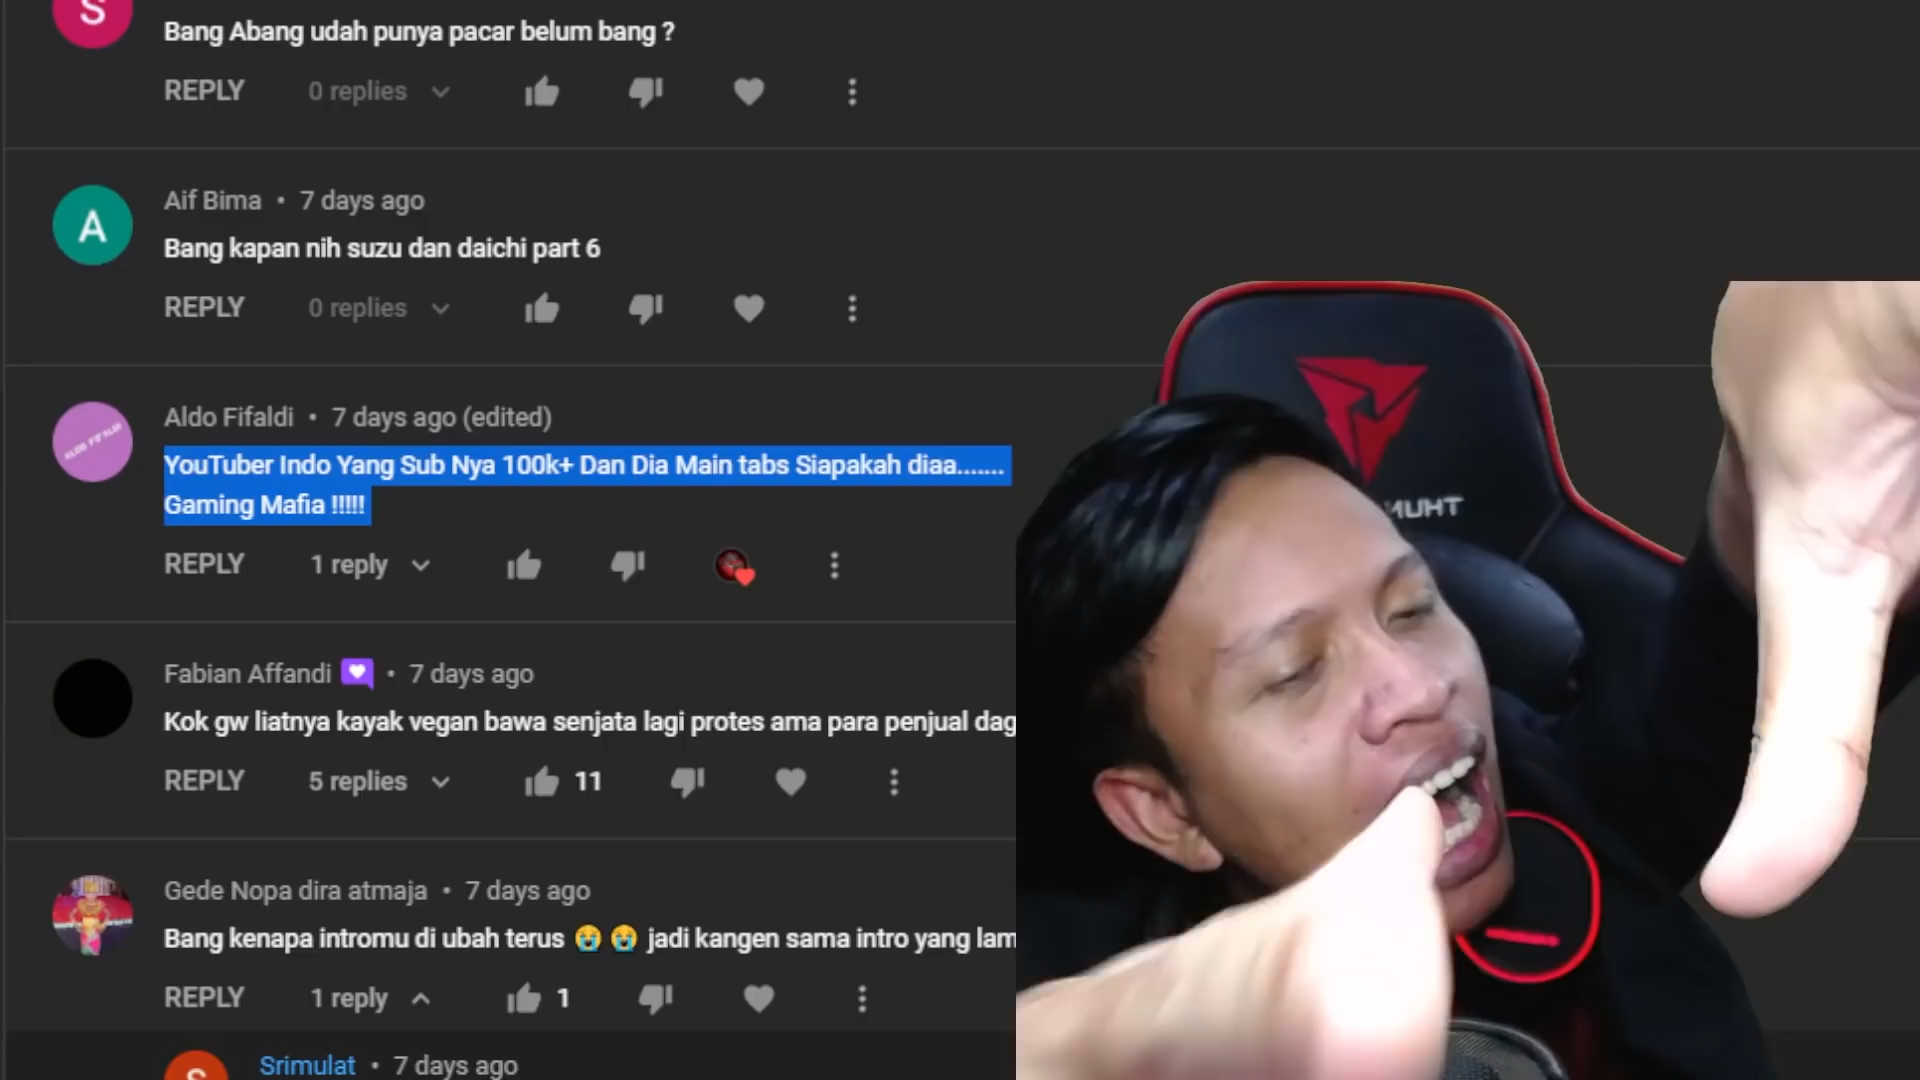 S
Bang Abang udah punya pacar belum bang ?
REPLY 0 replies
A
Aif Bima • 7 days ago
Bang kapan nih suzu dan daichi part 6
REPLY 0 replies
Aldo Fifaldi • 7 days ago (edited)
YouTuber Indo Yang Sub Nya 100k+ Dan Dia Main tabs Siapakah diaa.......
Gaming Mafia !!!!!
REPLY 1 reply
Fabian Affandi • 7 days ago
Kok gw liatnya kayak vegan bawa senjata lagi protes ama para penjual dag
REPLY 5 replies 11
Gede Nopa dira atmaja • 7 days ago
Bang kenapa intromu di ubah terus 😭 😭 jadi kangen sama intro yang lam
REPLY 1 reply 1
S
Srimulat • 7 days ago